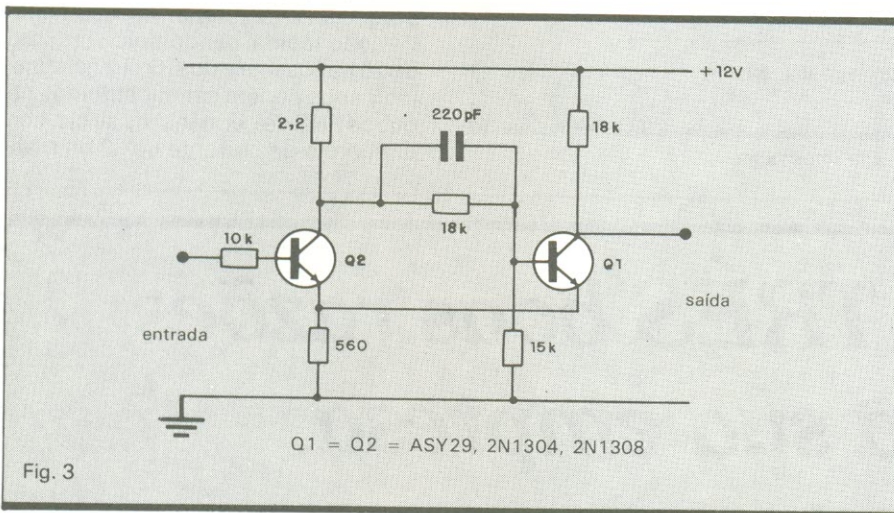 +12V
220pF
2,2
18k
18k
10k
Q2
Q1
saída
entrada
560
15k
Q1 = Q2 = ASY29, 2N1304, 2N1308
Fig. 3